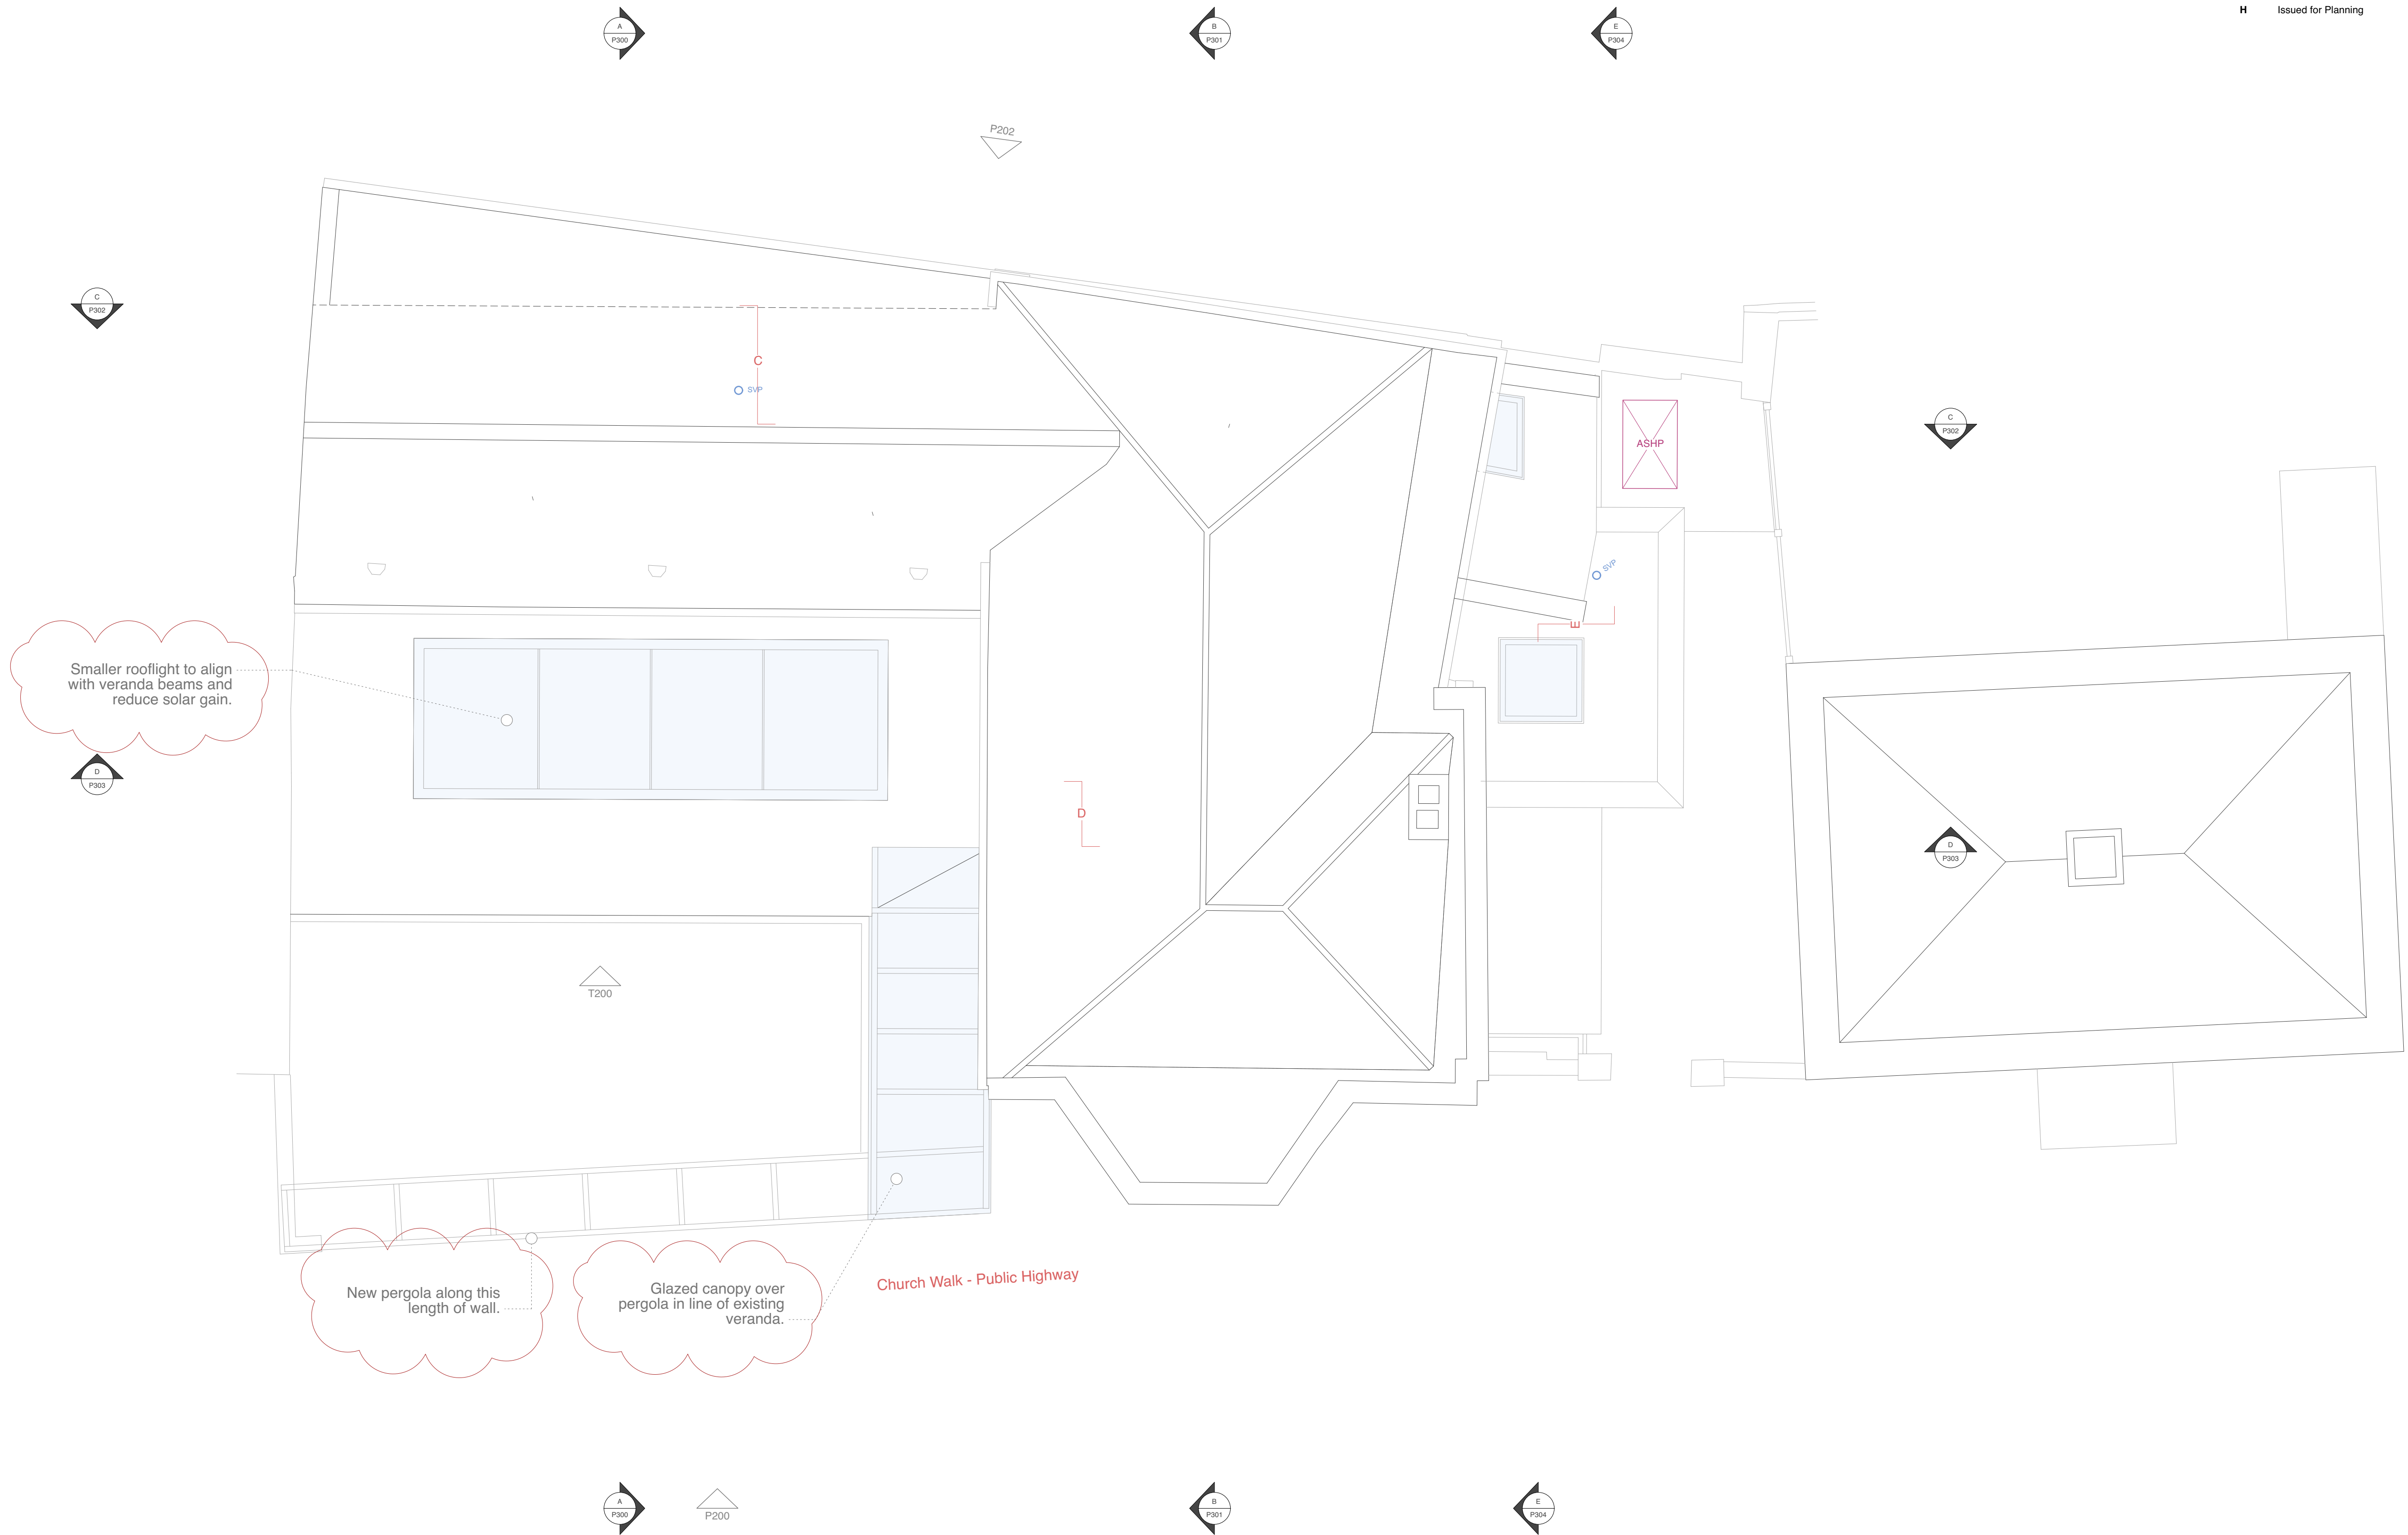 H Issued for Planning
A
P300
B
P301
E
P304
P202
C
P302
C
SVP
ASHP
C
P302
SVP
E
Smaller rooflight to align
with veranda beams and
reduce solar gain.
D
P303
D
D
P303
T200
New pergola along this
length of wall.
Glazed canopy over
pergola in line of existing
veranda.
Church Walk - Public Highway
A
P300
P200
B
P301
E
P304